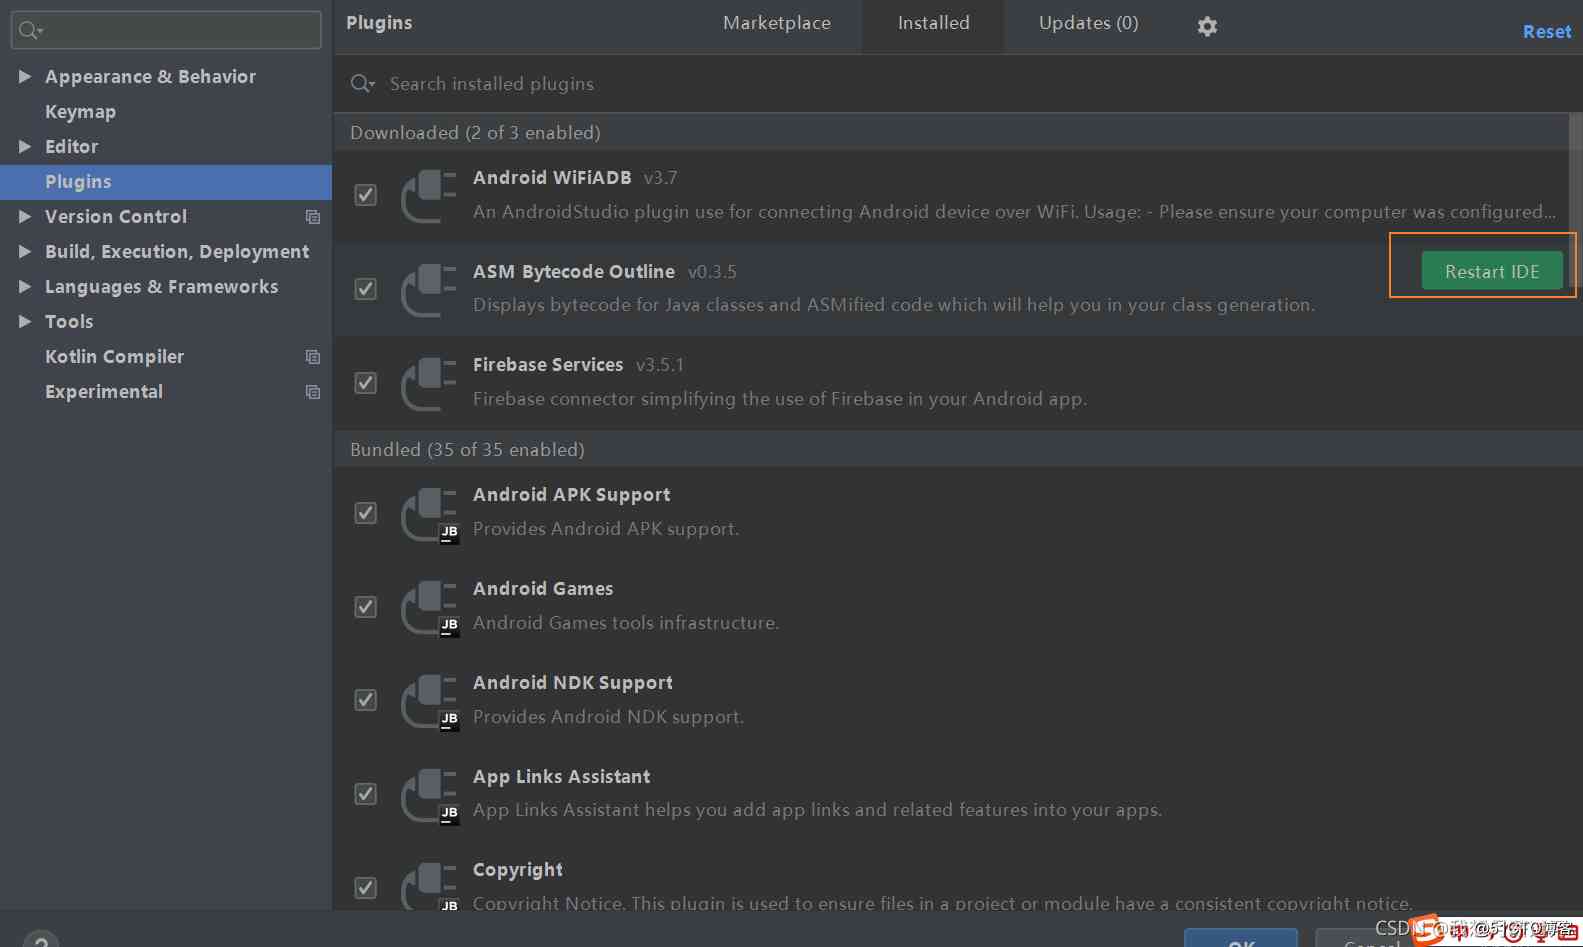 Plugins
Marketplace
Installed
Updates (0)
Reset
Appearance & Behavior
Keymap
Editor
Plugins
Version Control
Build, Execution, Deployment
Languages & Frameworks
Tools
Kotlin Compiler
Experimental
Search installed plugins
Downloaded (2 of 3 enabled)
Android WiFiADB v3.7
An AndroidStudio plugin use for connecting Android device over WiFi. Usage: - Please ensure your computer was configured...
ASM Bytecode Outline v0.3.5
Restart IDE
Displays bytecode for Java classes and ASMified code which will help you in your class generation.
Firebase Services v3.5.1
Firebase connector simplifying the use of Firebase in your Android app.
Bundled (35 of 35 enabled)
Android APK Support
JB
Provides Android APK support.
Android Games
JB
Android Games tools infrastructure.
Android NDK Support
JB
Provides Android NDK support.
App Links Assistant
JB
App Links Assistant helps you add app links and related features into your apps.
Copyright
JB
Copyright Notice. This plugin is used to ensure files in a project or module have a consistent copyright notice.
?
OK
Cancel
CSDN
@51CTO博客